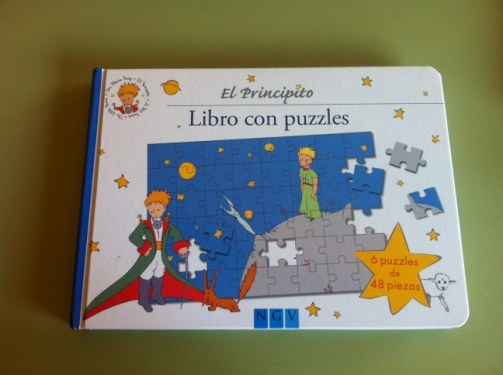 El Principito
Libro con puzzles
6 puzzles
de
48 piezas
NGV